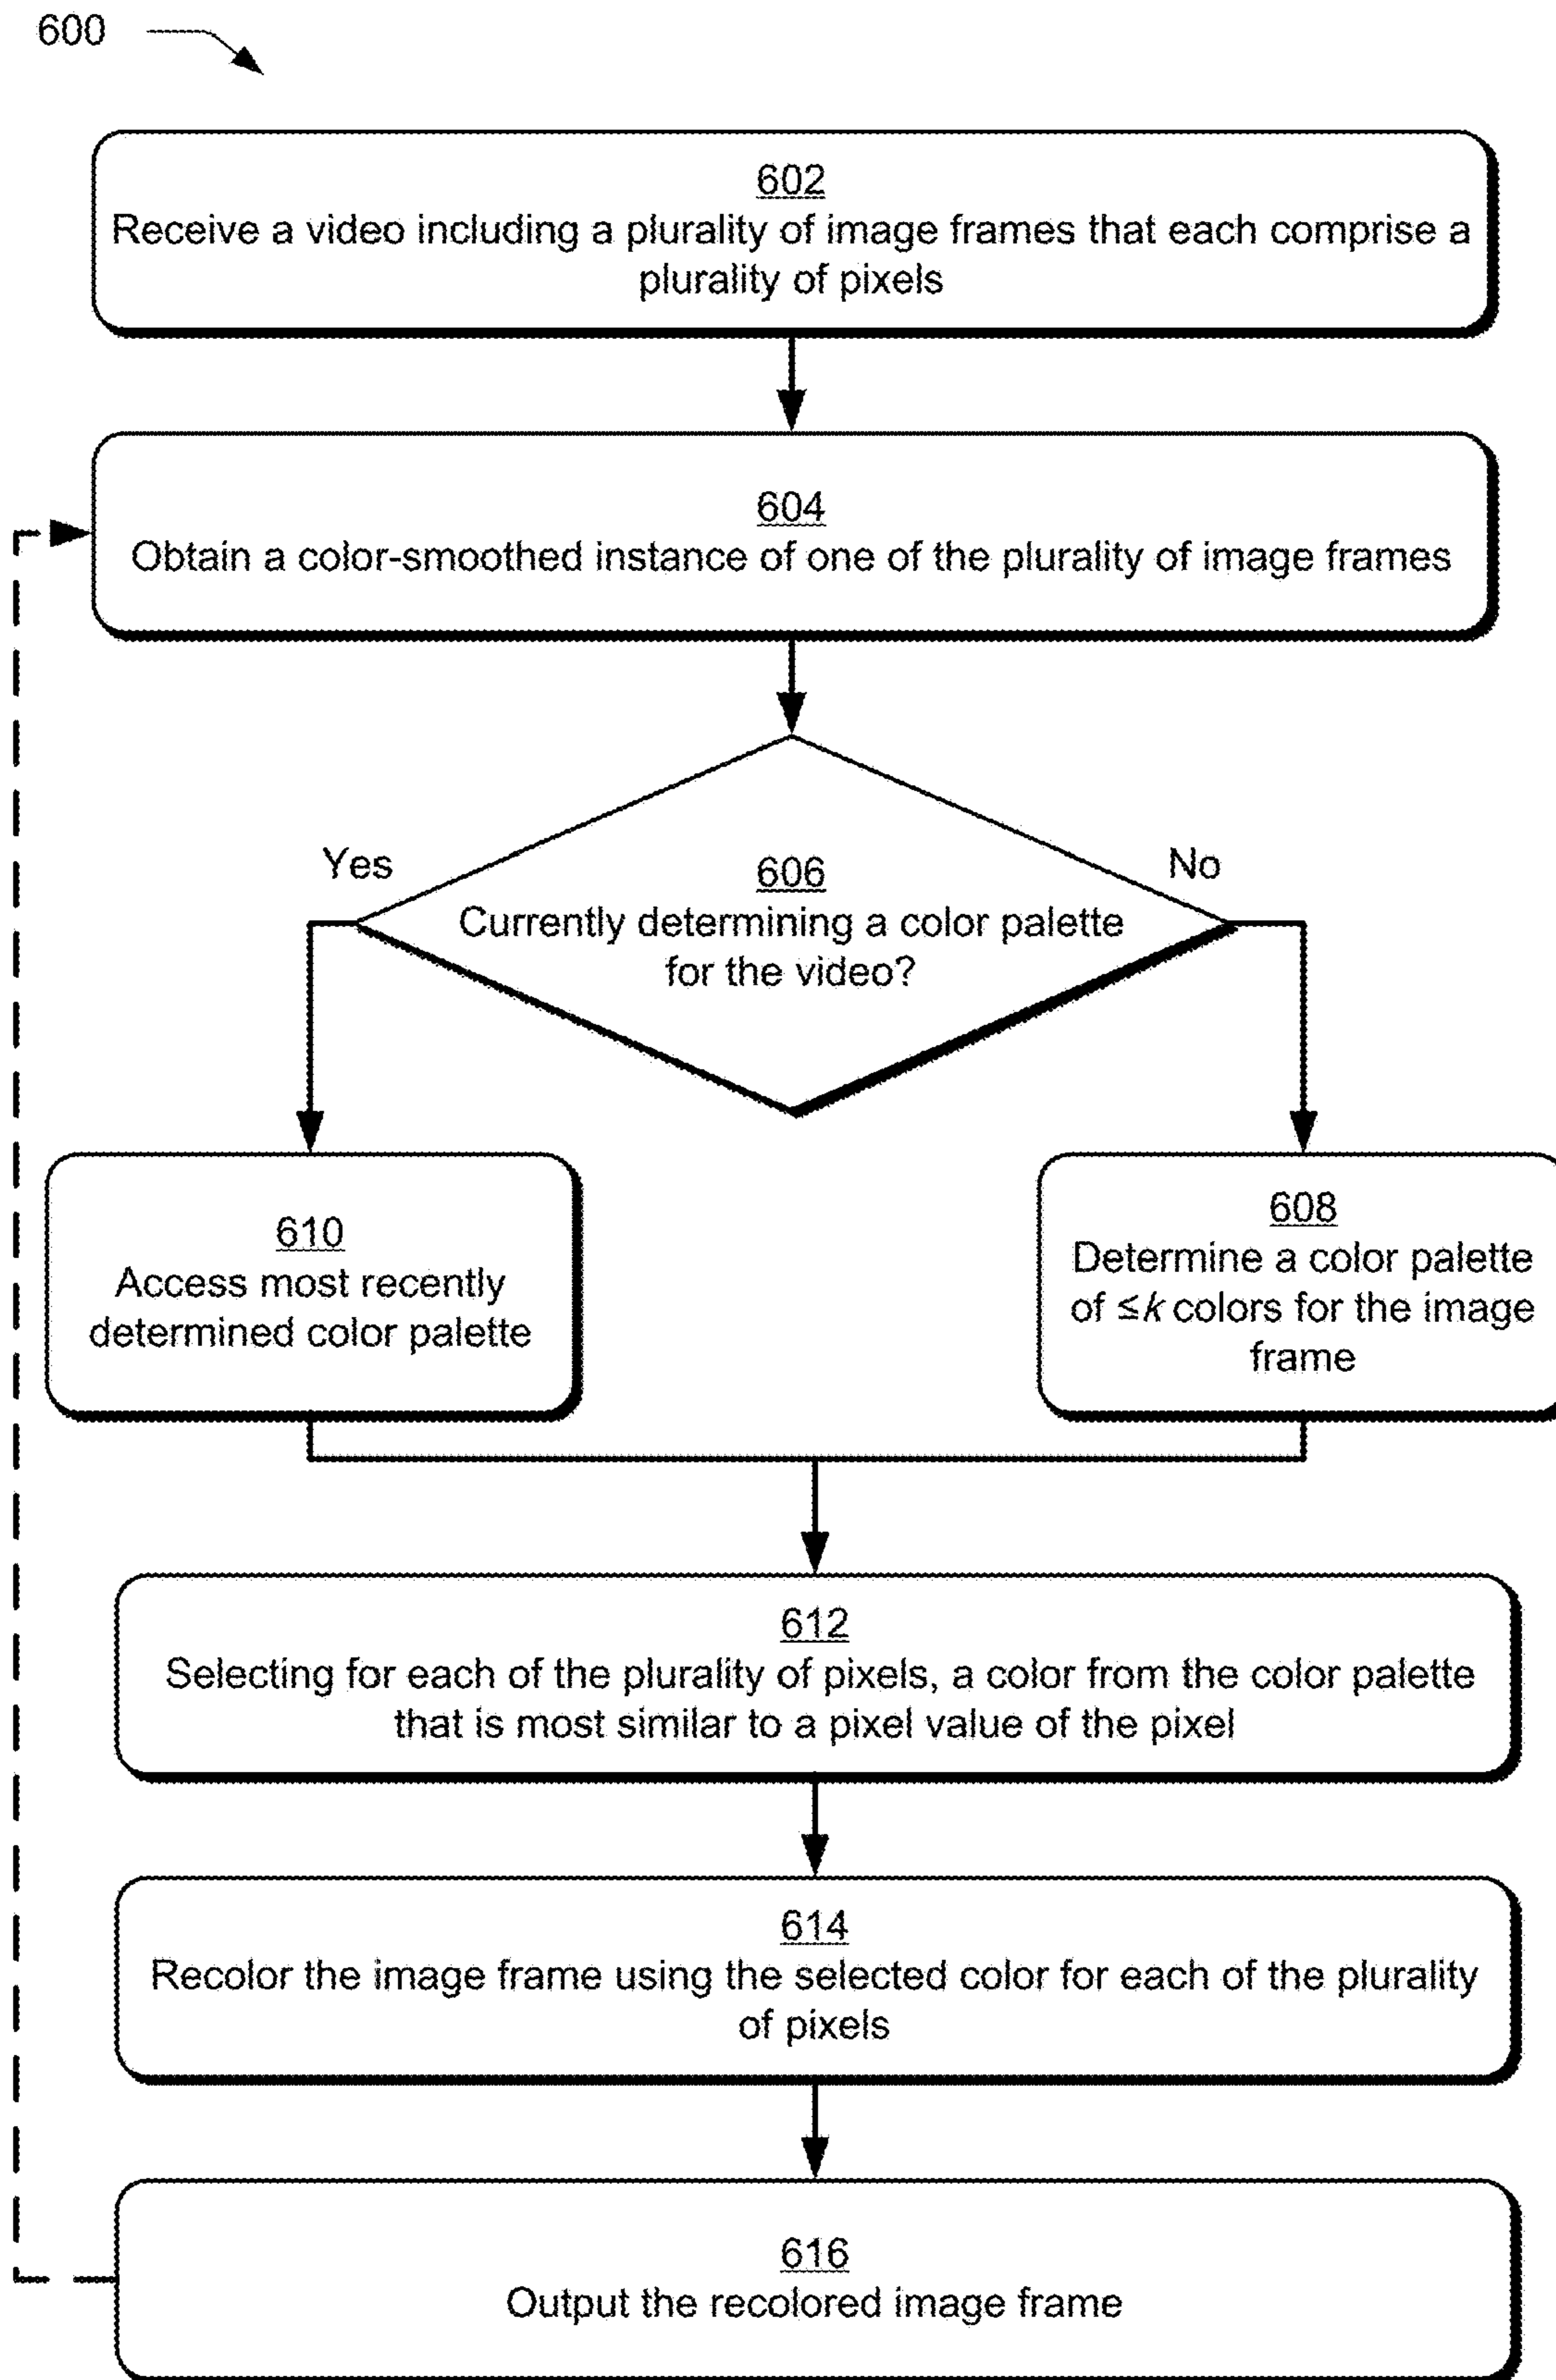 600
602
Receive a video including a plurality of image frames that each comprise a
plurality of pixels
604
Obtain a color-smoothed instance of one of the plurality of image frames
Yes
No
606
Currently determining a color palette
for the video?
610
Access most recently
determined color palette
608
Determine a color palette
of ≤k colors for the image
frame
612
Selecting for each of the plurality of pixels, a color from the color palette
that is most similar to a pixel value of the pixel
614
Recolor the image frame using the selected color for each of the plurality
of pixels
616
Output the recolored image frame